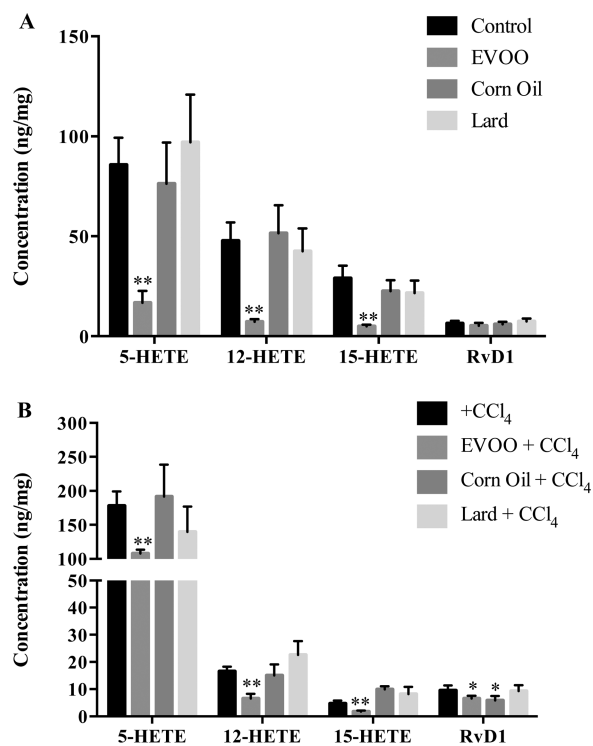 A
Control
EVOO
Corn Oil
Lard
Concentration (ng/mg)
150
100
50
0
**
**
**
5-HETE 12-HETE 15-HETE RvD1
B
+CCl4
EVOO + CCl4
Corn Oil + CCl4
Lard + CCl4
Concentration (ng/mg)
300
250
200
150
100
50
40
30
20
10
0
**
**
**
* *
5-HETE 12-HETE 15-HETE RvD1